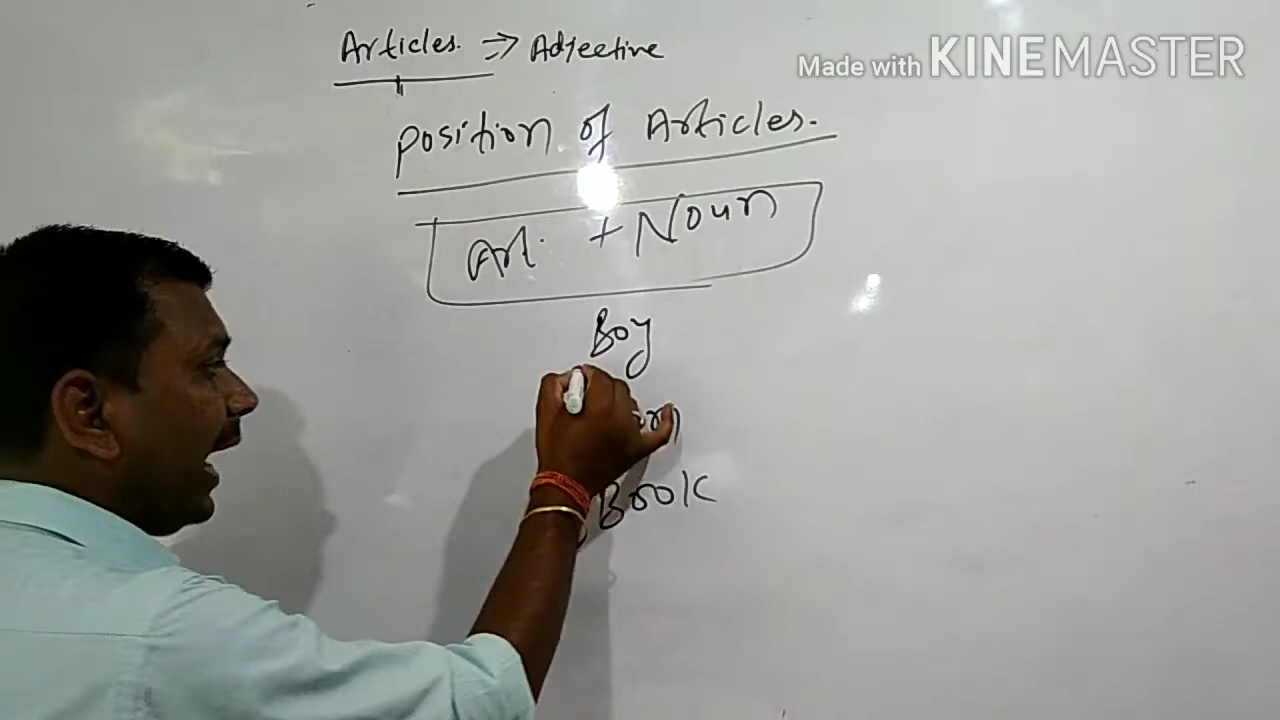 Articles. ⇒ Adjective
Made with KINEMASTER
Position of Articles.
Art. + Noun
Boy
Book